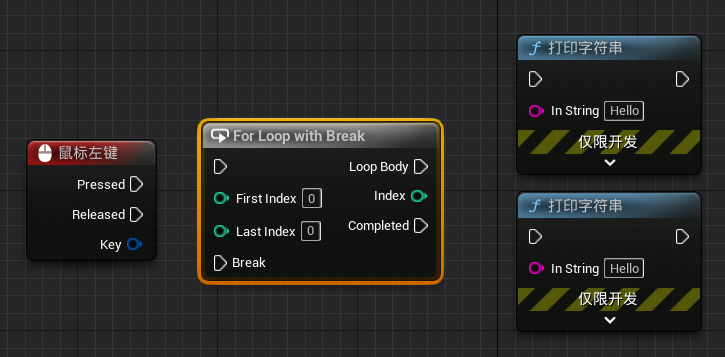 鼠标左键
Pressed
Released
Key
For Loop with Break
Loop Body
First Index 0
Index
Last Index 0
Completed
Break
f 打印字符串
In String Hello
仅限开发
f 打印字符串
In String Hello
仅限开发